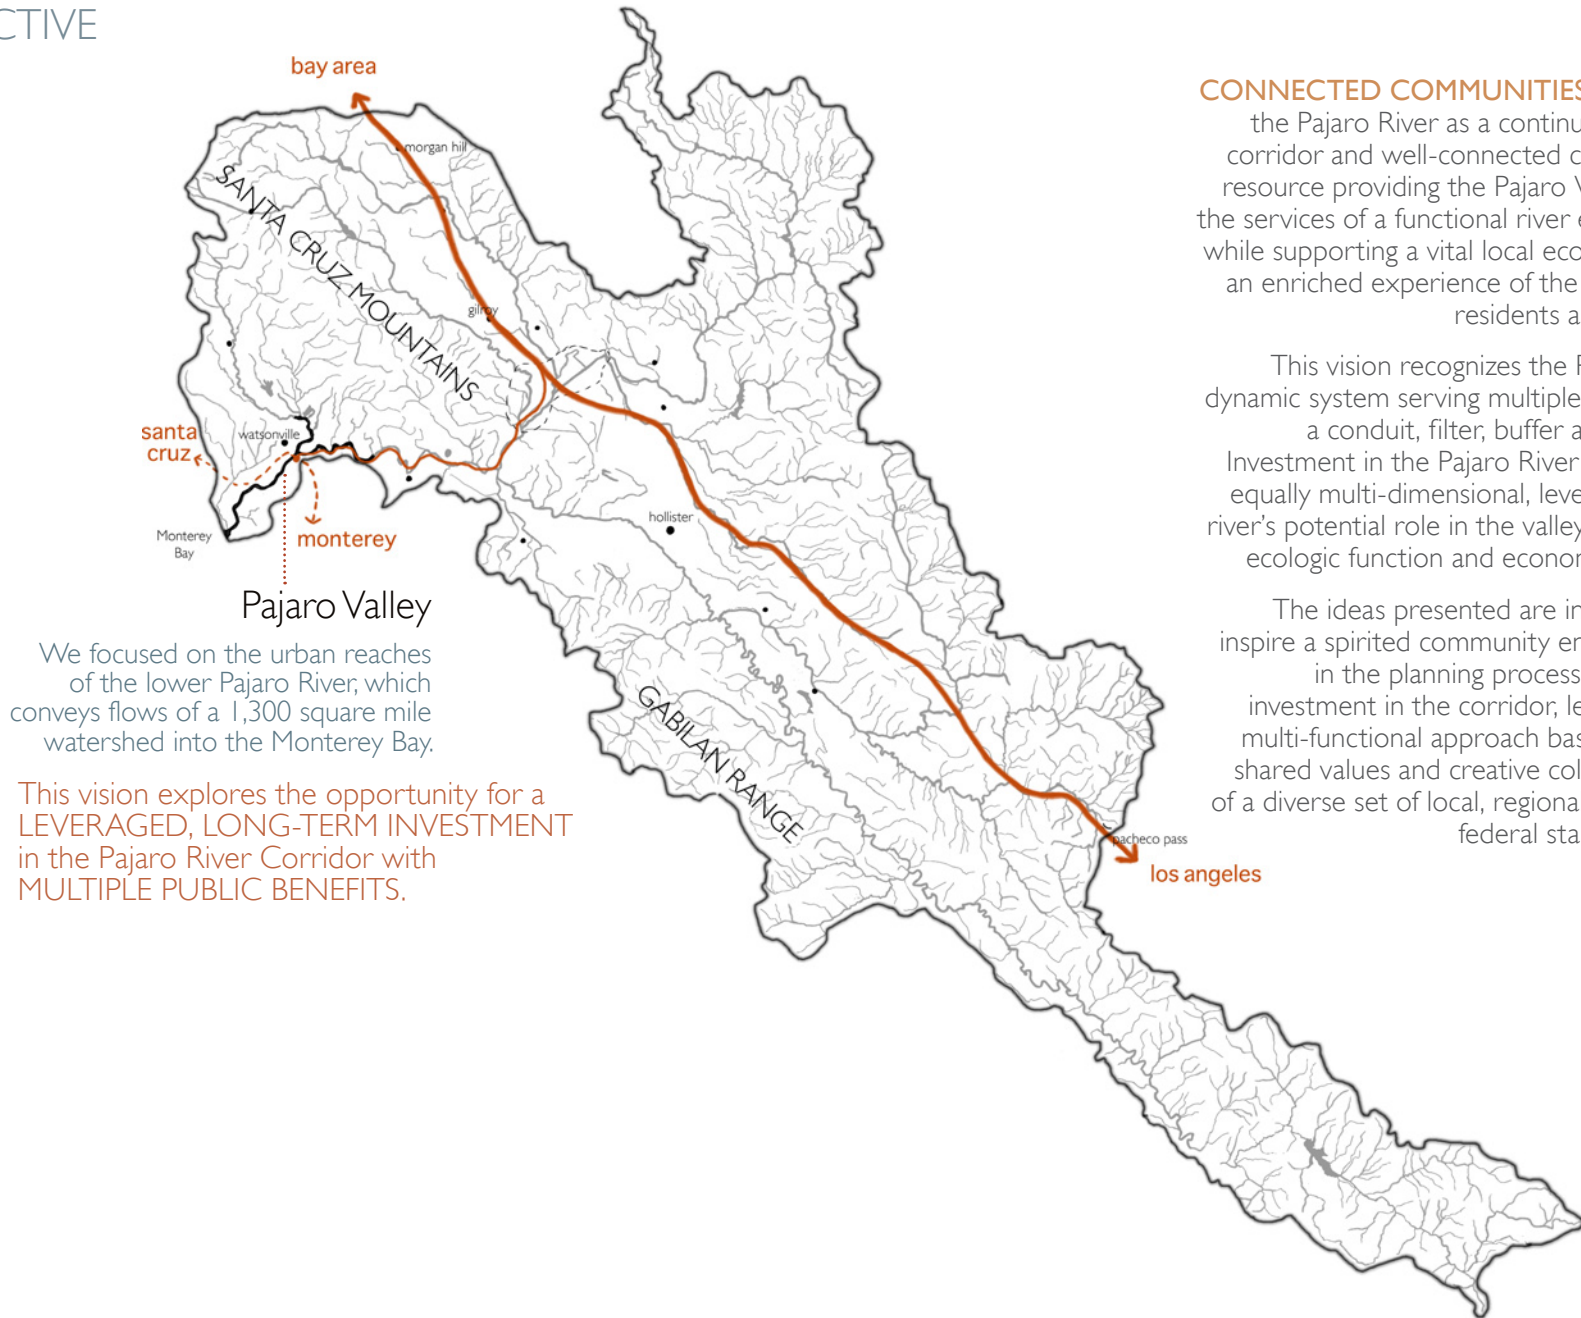 CTIVE
bay area
morgan hill
SANTA CRUZ MOUNTAINS
gilroy
santa
cruz
watsonville
Monterey
Bay
monterey
hollister
GABILAN RANGE
pacheco pass
los angeles
Pajaro Valley
We focused on the urban reaches
of the lower Pajaro River, which
conveys flows of a 1,300 square mile
watershed into the Monterey Bay.
This vision explores the opportunity for a
LEVERAGED, LONG-TERM INVESTMENT
in the Pajaro River Corridor with
MULTIPLE PUBLIC BENEFITS.
CONNECTED COMMUNITIES
the Pajaro River as a continu
corridor and well-connected c
resource providing the Pajaro V
the services of a functional river e
while supporting a vital local eco
an enriched experience of the
residents a
This vision recognizes the P
dynamic system serving multiple
a conduit, filter, buffer a
Investment in the Pajaro River
equally multi-dimensional, leve
river's potential role in the valley
ecologic function and econom
The ideas presented are in
inspire a spirited community en
in the planning process
investment in the corridor, le
multi-functional approach bas
shared values and creative col
of a diverse set of local, regiona
federal sta